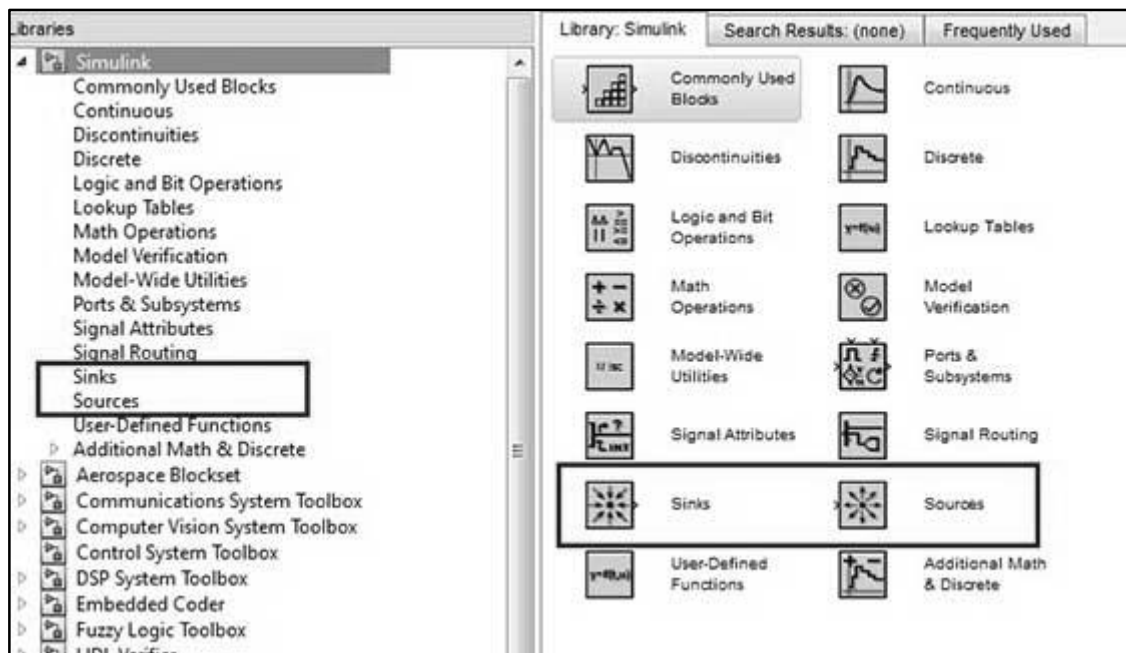 Libraries
Simulink
Commonly Used Blocks
Continuous
Discontinuities
Discrete
Logic and Bit Operations
Lookup Tables
Math Operations
Model Verification
Model-Wide Utilities
Ports & Subsystems
Signal Attributes
Signal Routing
Sinks
Sources
User-Defined Functions
Additional Math & Discrete
Aerospace Blockset
Communications System Toolbox
Computer Vision System Toolbox
Control System Toolbox
DSP System Toolbox
Embedded Coder
Fuzzy Logic Toolbox
Library: Simulink Search Results: (none) Frequently Used
Commonly Used
Blocks
Continuous
Discontinuities
Discrete
Logic and Bit
Operations
Lookup Tables
Math
Operations
Model
Verification
Model-Wide
Utilities
Ports &
Subsystems
Signal Attributes
Signal Routing
Sinks
Sources
User-Defined
Functions
Additional Math
& Discrete